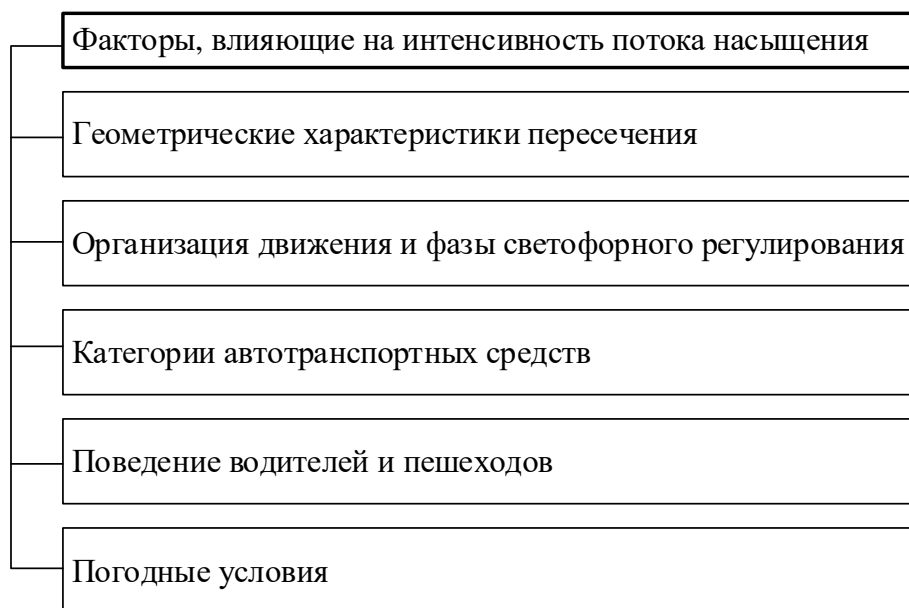 Факторы, влияющие на интенсивность потока насыщения
Геометрические характеристики пересечения
Организация движения и фазы светофорного регулирования
Категории автотранспортных средств
Поведение водителей и пешеходов
Погодные условия